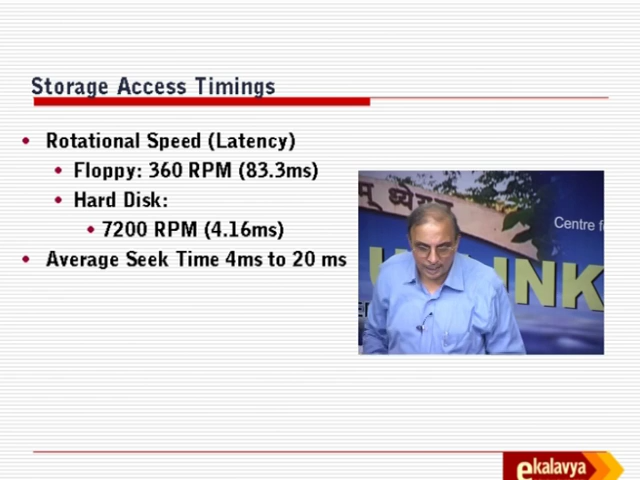 Storage Access Timings
• Rotational Speed (Latency)
• Floppy: 360 RPM (83.3ms)
• Hard Disk:
• 7200 RPM (4.16ms)
• Average Seek Time 4ms to 20 ms
Centre f
LINK
ekalavya